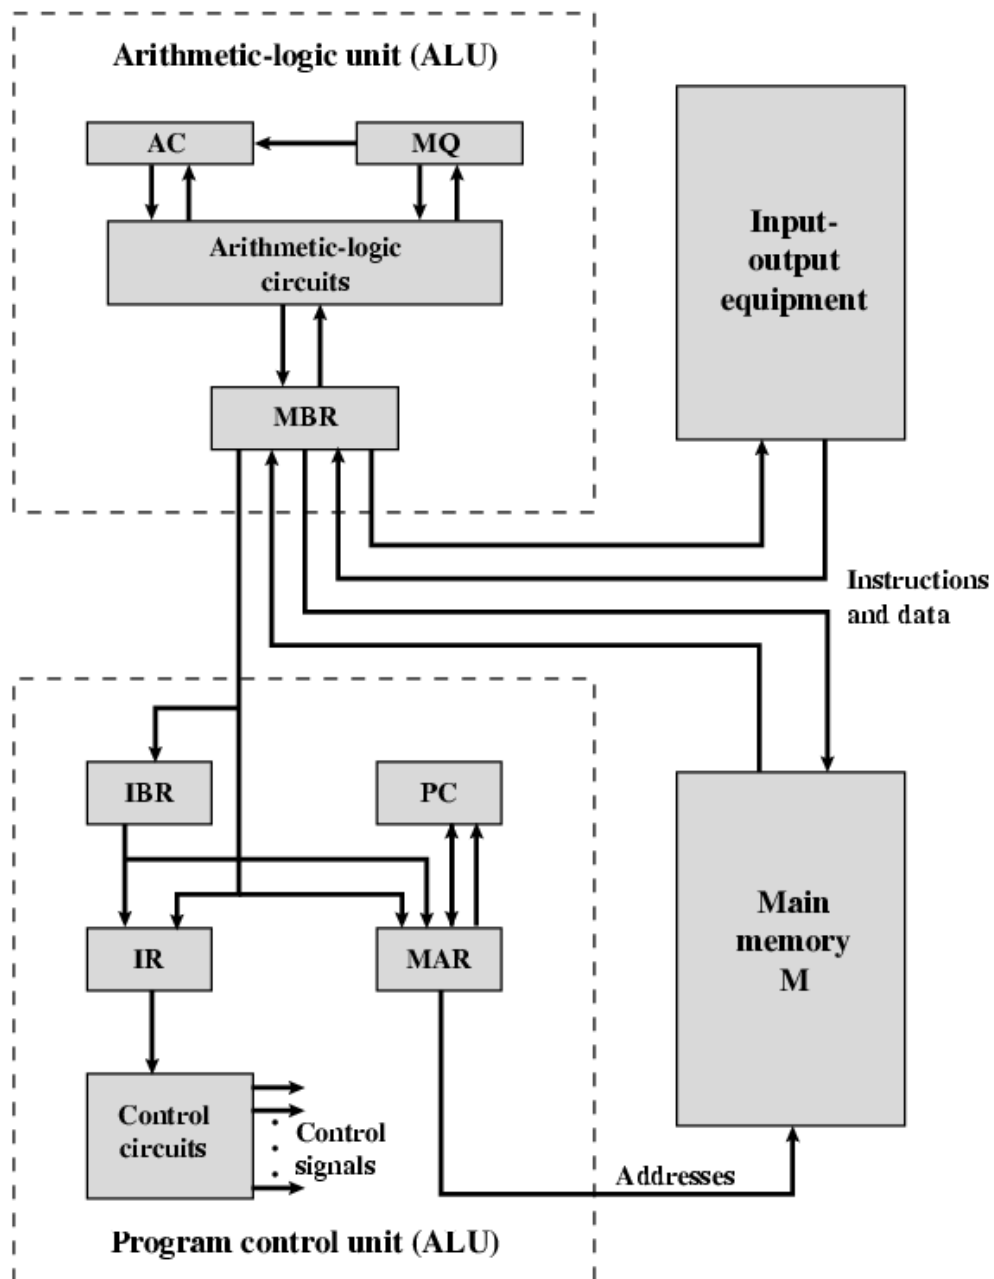 Arithmetic-logic unit (ALU)
AC
MQ
Arithmetic-logic
circuits
MBR
Input-
output
equipment
Instructions
and data
IBR
PC
IR
MAR
Main
memory
M
Control
circuits
Control
signals
Addresses
Program control unit (ALU)